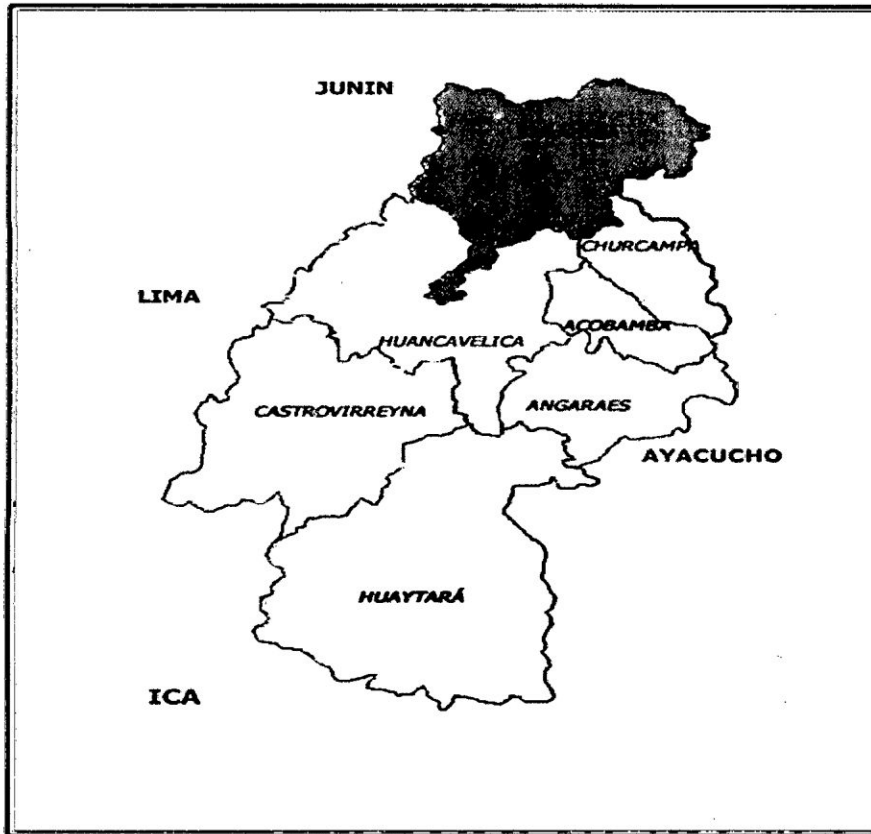 JUNIN
CHURCAMPA
LIMA
ACOBAMBA
HUANCAVELICA
CASTROVIRREYNA
ANGARAES
AYACUCHO
HUAYTARÁ
ICA